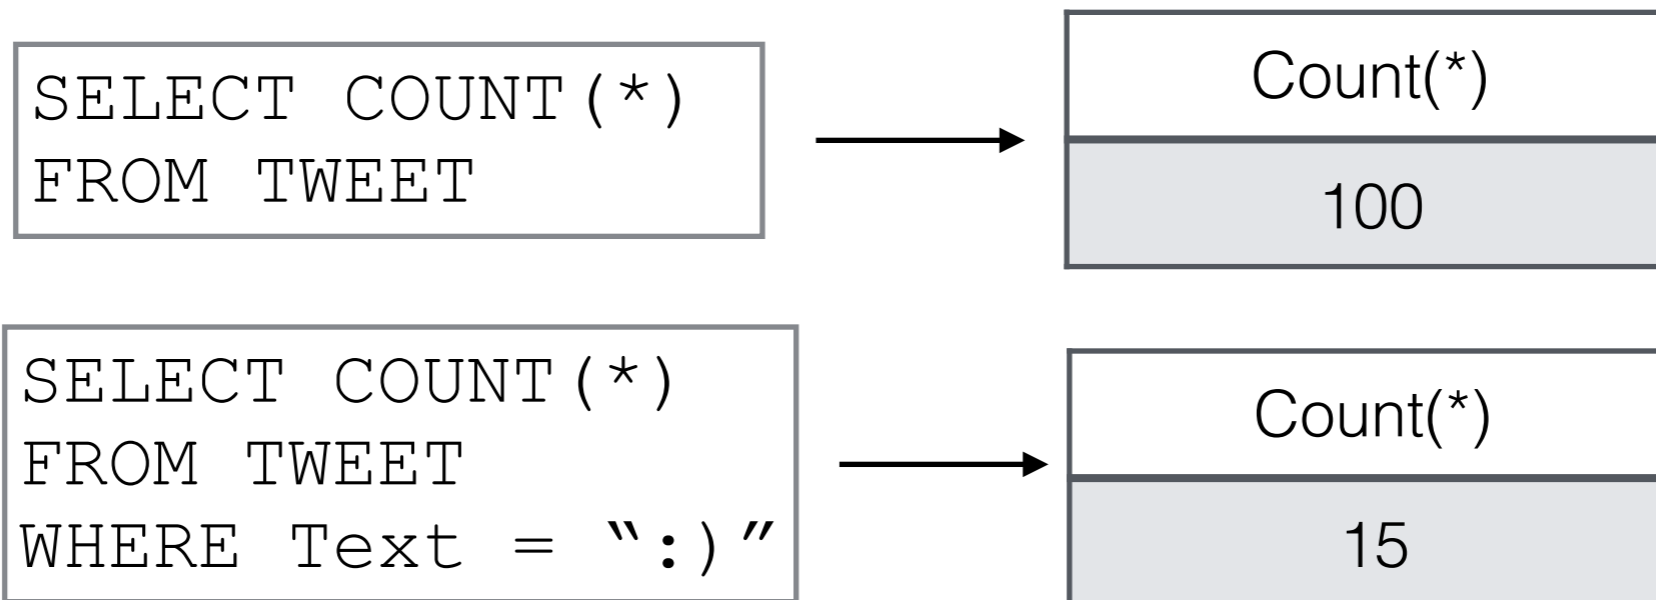 SELECT COUNT(*)
FROM TWEET
Count(*)
100
SELECT COUNT(*)
FROM TWEET
WHERE Text = “:)”
Count(*)
15